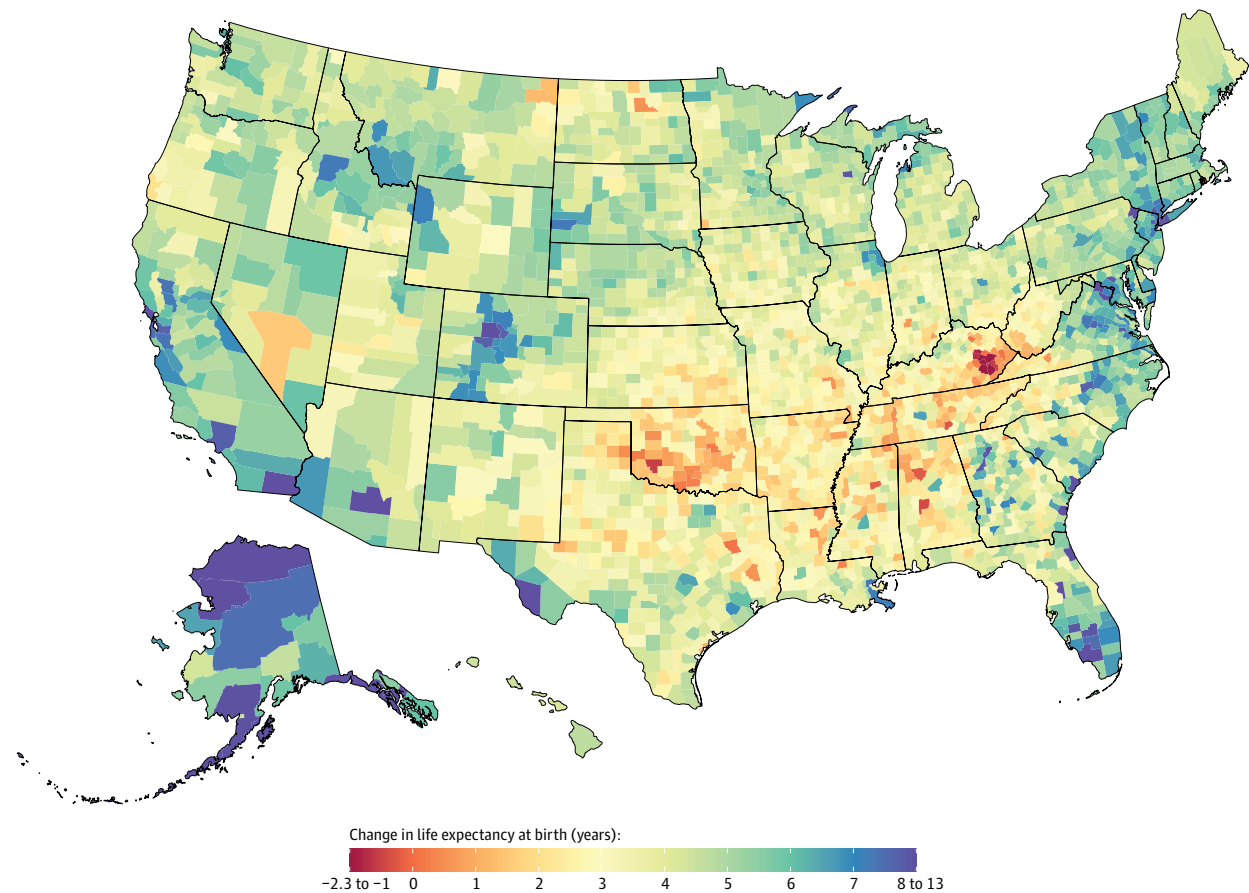 Change in life expectancy at birth (years):
−2.3 to −1 0 1 2 3 4 5 6 7 8 to 13